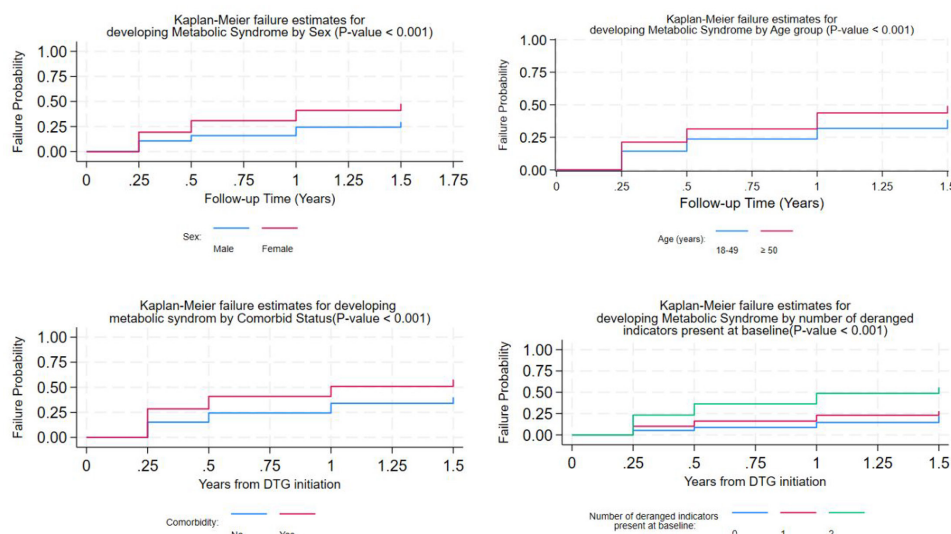 Kaplan-Meier failure estimates for
developing Metabolic Syndrome by Sex (P-value < 0.001)
Failure Probability
1.00
0.75
0.50
0.25
0.00
0 .25 .5 .75 1 1.25 1.5 1.75
Follow-up Time (Years)
Sex:
Male Female
Kaplan-Meier failure estimates for
developing Metabolic Syndrome by Age group (P-value < 0.001)
Failure Probability
1.00
0.75
0.50
0.25
0.00
0 .25 .5 .75 1 1.25
Follow-up Time (Years)
Age (years):
18-49 ≥ 50
Kaplan-Meier failure estimates for developing
metabolic syndrom by Comorbid Status(P-value < 0.001)
Failure Probability
1.00
0.75
0.50
0.25
0.00
0 .25 .5 .75 1 1.25 1.5
Years from DTG initiation
Comorbidity:
Kaplan-Meier failure estimates for
developing Metabolic Syndrome by number of deranged
indicators present at baseline(P-value < 0.001)
Failure Probability
1.00
0.75
0.50
0.25
0.00
0 .25 .5 .75 1 1.25 1.5
Years from DTG initiation
Number of deranged indicators
present at baseline: